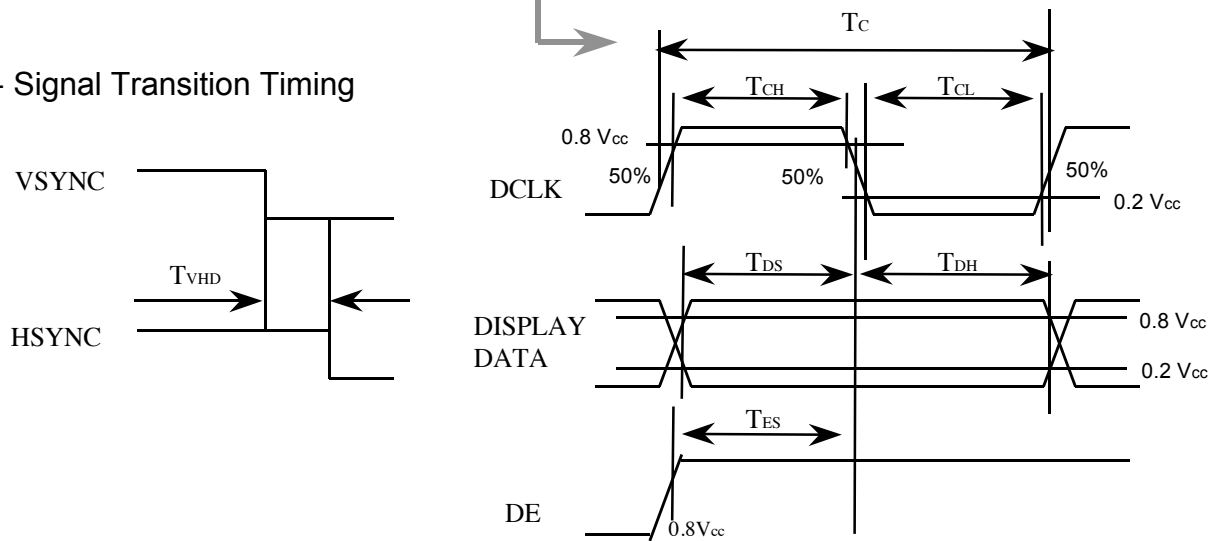 - Signal Transition Timing
VSYNC
TVHD
HSYNC
TC
TCH
TCL
0.8 Vcc
50%
50%
50%
DCLK
0.2 Vcc
TDS
TDH
DISPLAY
DATA
0.8 Vcc
0.2 Vcc
TES
DE
0.8Vcc